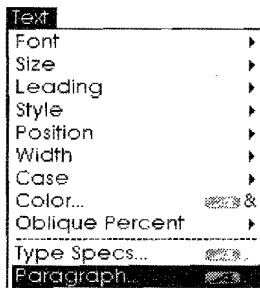 Text
Font
Size
Leading
Style
Position
Width
Case
Color... &
Oblique Percent
Type Specs...
Paragraph...